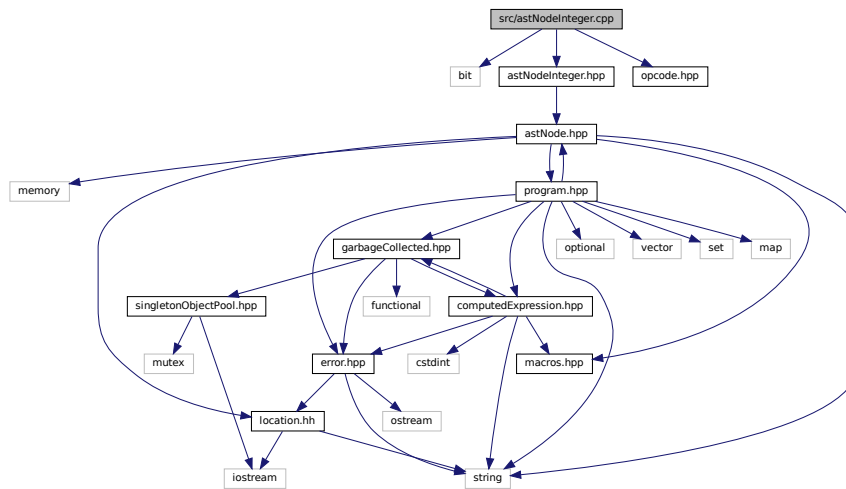 src/astNodeInteger.cpp
bit
astNodeInteger.hpp
opcode.hpp
astNode.hpp
memory
program.hpp
garbageCollected.hpp
optional
vector
set
map
singletonObjectPool.hpp
functional
computedExpression.hpp
mutex
error.hpp
cstdint
macros.hpp
location.hh
ostream
iostream
string